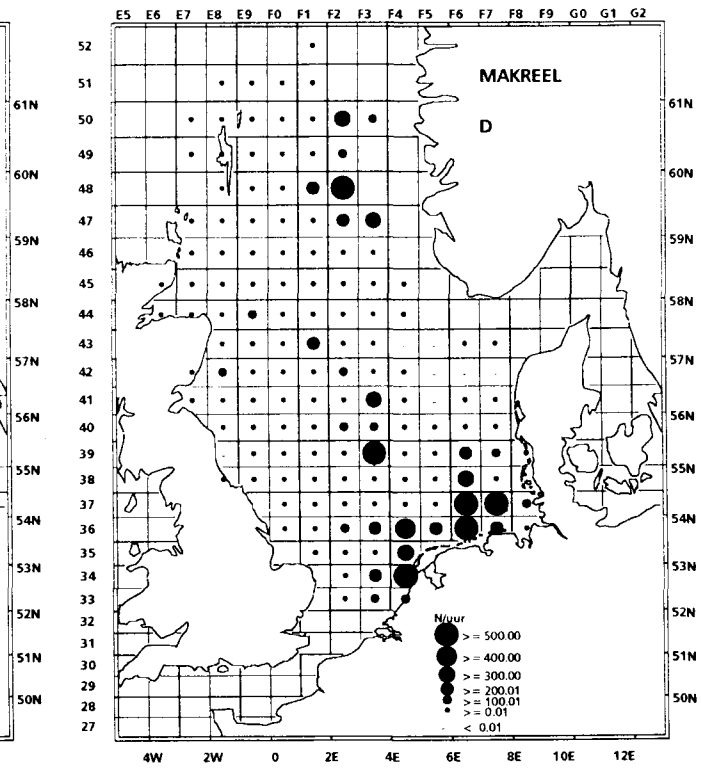 E5 E6 E7 E8 E9 F0 F1 F2 F3 F4 F5 F6 F7 F8 F9 G0 G1 G2
MAKREEL
D
52
51
50
49
48
47
46
45
44
43
42
41
40
39
38
37
36
35
34
33
32
31
30
29
28
27
61N
60N
59N
58N
57N
56N
55N
54N
53N
52N
51N
50N
61N
60N
59N
58N
57N
56N
55N
54N
53N
52N
51N
50N
N/uur
>= 500.00
>= 400.00
>= 300.00
>= 200.01
>= 100.01
>= 0.01
< 0.01
4W 2W 0 2E 4E 6E 8E 10E 12E